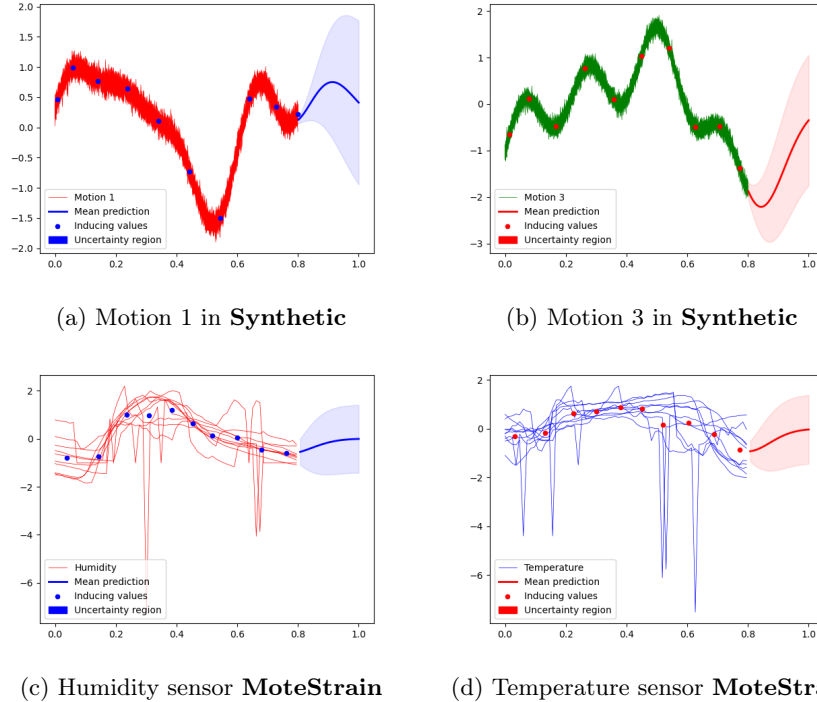 2.0
1.5
1.0
0.5
0.0
−0.5
−1.0
−1.5
−2.0
Motion 1
Mean prediction
Inducing values
Uncertainty region
0.0 0.2 0.4 0.6 0.8 1.0
2
1
0
−1
−2
−3
Motion 3
Mean prediction
Inducing values
Uncertainty region
0.0 0.2 0.4 0.6 0.8 1.0
(a) Motion 1 in Synthetic
(b) Motion 3 in Synthetic
2
0
−2
−4
−6
Humidity
Mean prediction
Inducing values
Uncertainty region
0.0 0.2 0.4 0.6 0.8 1.0
2
0
−2
−4
−6
Temperature
Mean prediction
Inducing values
Uncertainty region
0.0 0.2 0.4 0.6 0.8 1.0
(c) Humidity sensor MoteStrain
(d) Temperature sensor MoteStra